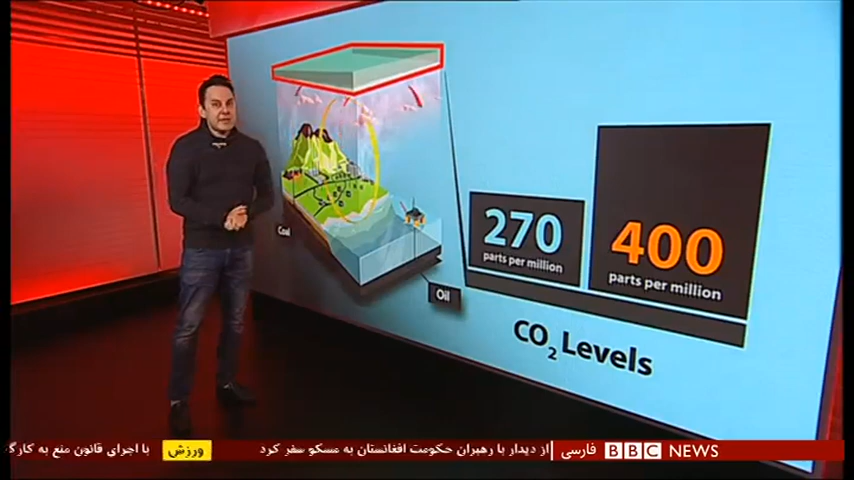 270
parts per million
400
parts per million
Coal
Oil
CO₂ Levels
از دیدار با رهبران حکومت افغانستان به مسکو سفر کرد
ورزش
با اجرای قانون منع به
فارسی BBC NEWS